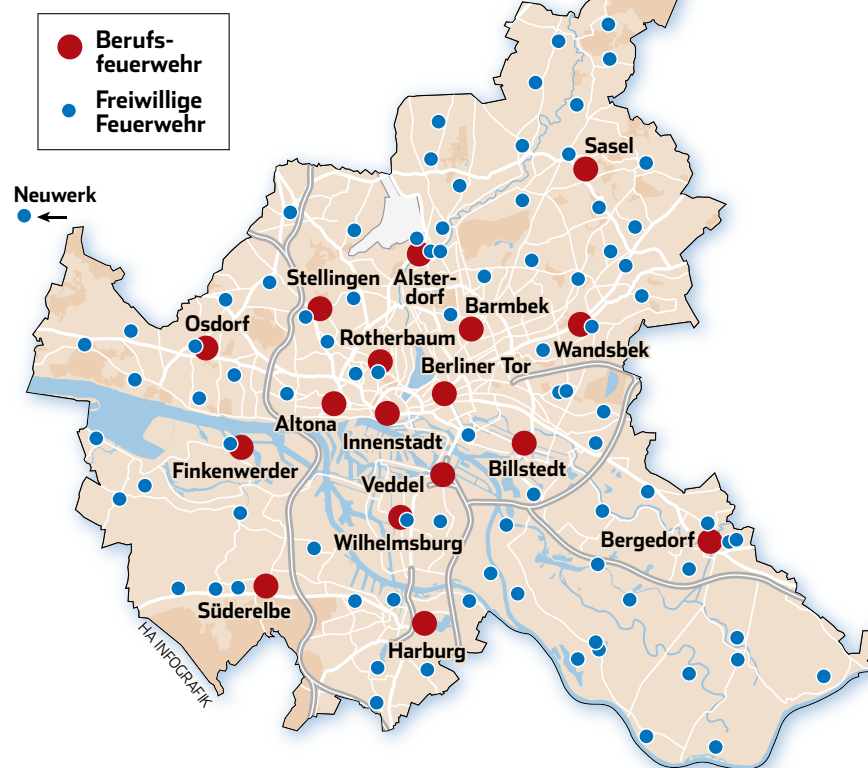 Berufs-
feuerwehr
Freiwillige
Feuerwehr
Neuwerk
Sasel
Stellingen
Alster-
dorf
Barmbek
Osdorf
Rotherbaum
Wandsbek
Berliner Tor
Altona
Innenstadt
Finkenwerder
Billstedt
Veddel
Wilhelmsburg
Bergedorf
Süderelbe
Harburg
HA INFOGRAFIK